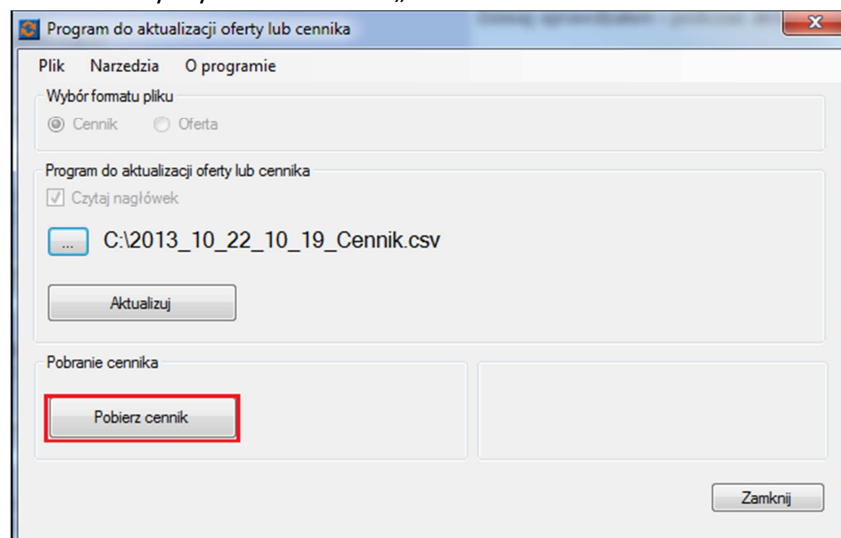 Program do aktualizacji oferty lub cennika
Plik Narzedzia O programie
Wybór formatu pliku
Cennik Oferta
Program do aktualizacji oferty lub cennika
Czytaj nagłówek
... C:\2013_10_22_10_19_Cennik.csv
Aktualizuj
Pobranie cennika
Pobierz cennik
Zamknij